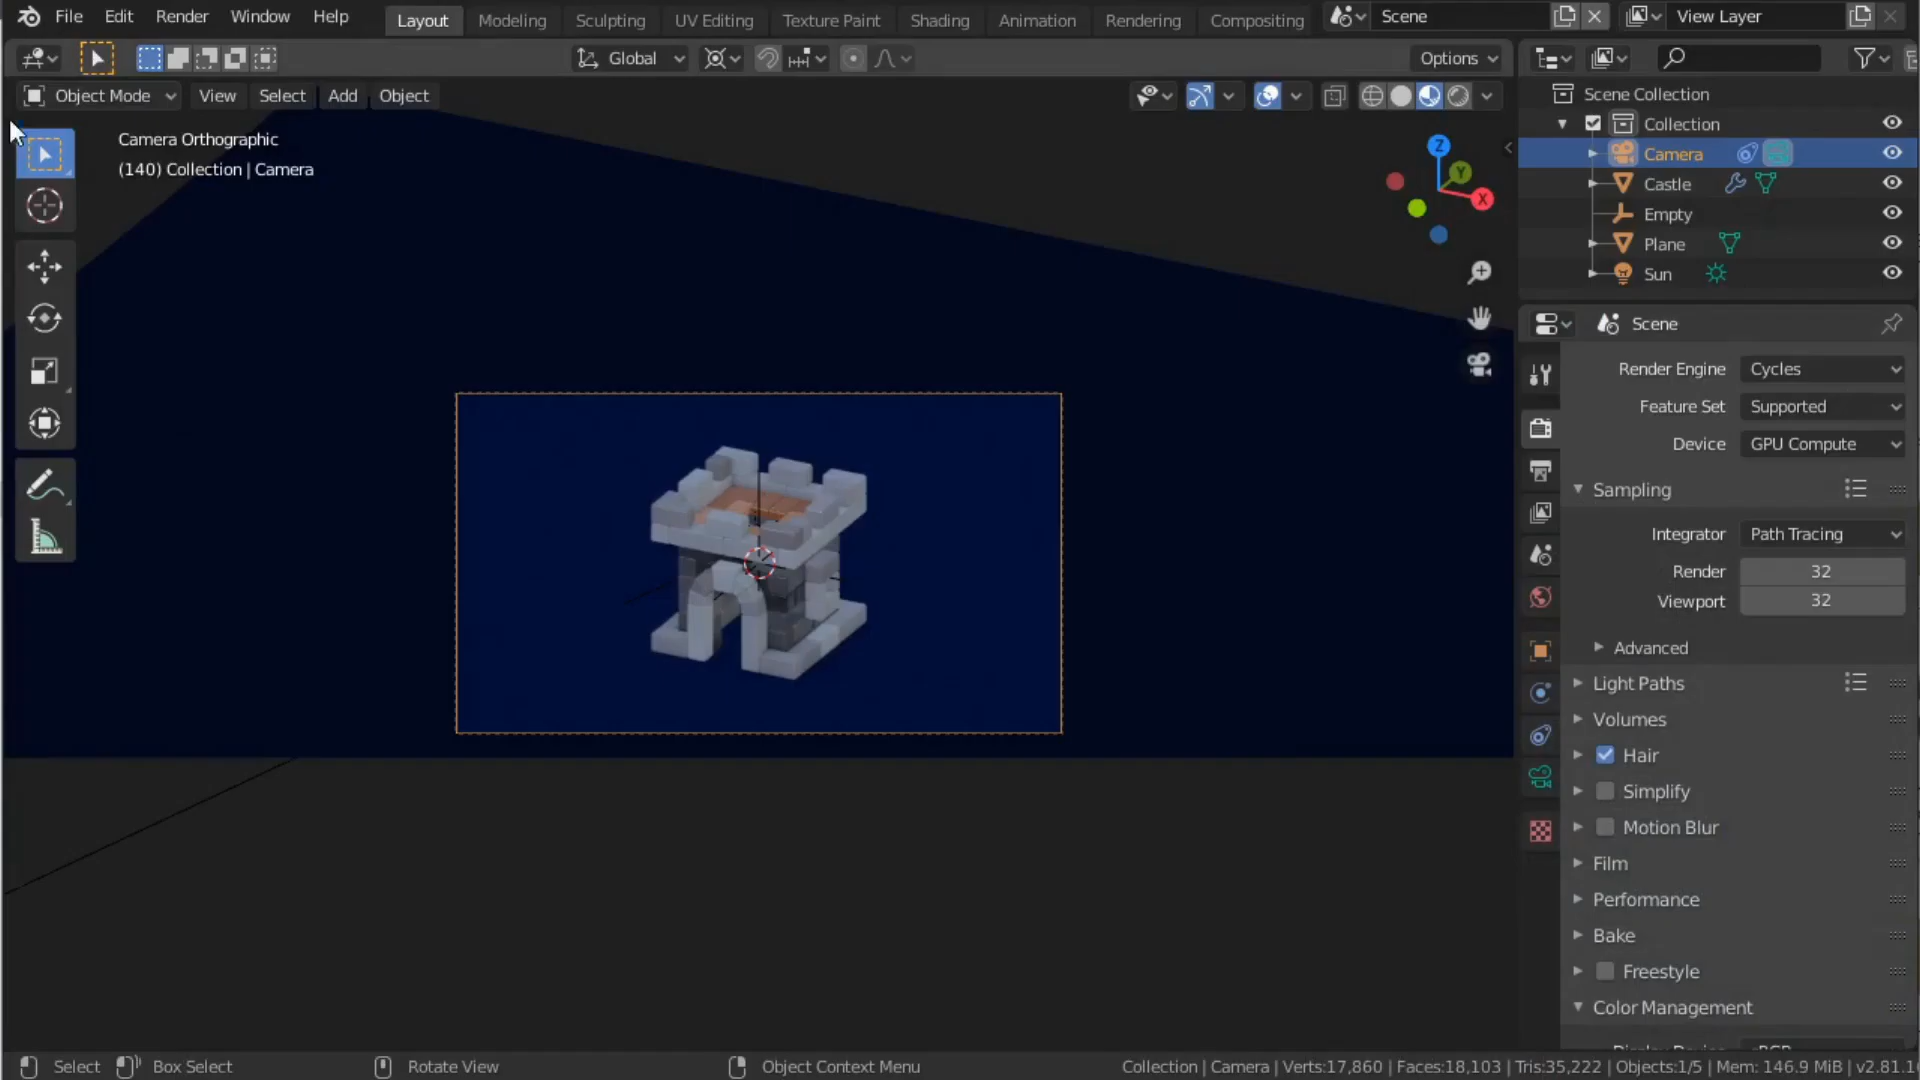 File Edit Render Window Help Layout Modeling Sculpting UV Editing Texture Paint Shading Animation Rendering Compositing Scene View Layer
Global Options
Object Mode View Select Add Object
Camera Orthographic
(140) Collection | Camera
Z
Y
X
Scene Collection
Collection
Camera
Castle
Empty
Plane
Sun
Scene
Render Engine Cycles
Feature Set Supported
Device GPU Compute
Sampling
Integrator Path Tracing
Render 32
Viewport 32
Advanced
Light Paths
Volumes
Hair
Simplify
Motion Blur
Film
Performance
Bake
Freestyle
Color Management
Select Box Select Rotate View Object Context Menu Collection | Camera | Verts:17,860 | Faces:18,103 | Tris:35,222 | Objects:1/5 | Mem: 146.9 MiB | v2.81.1